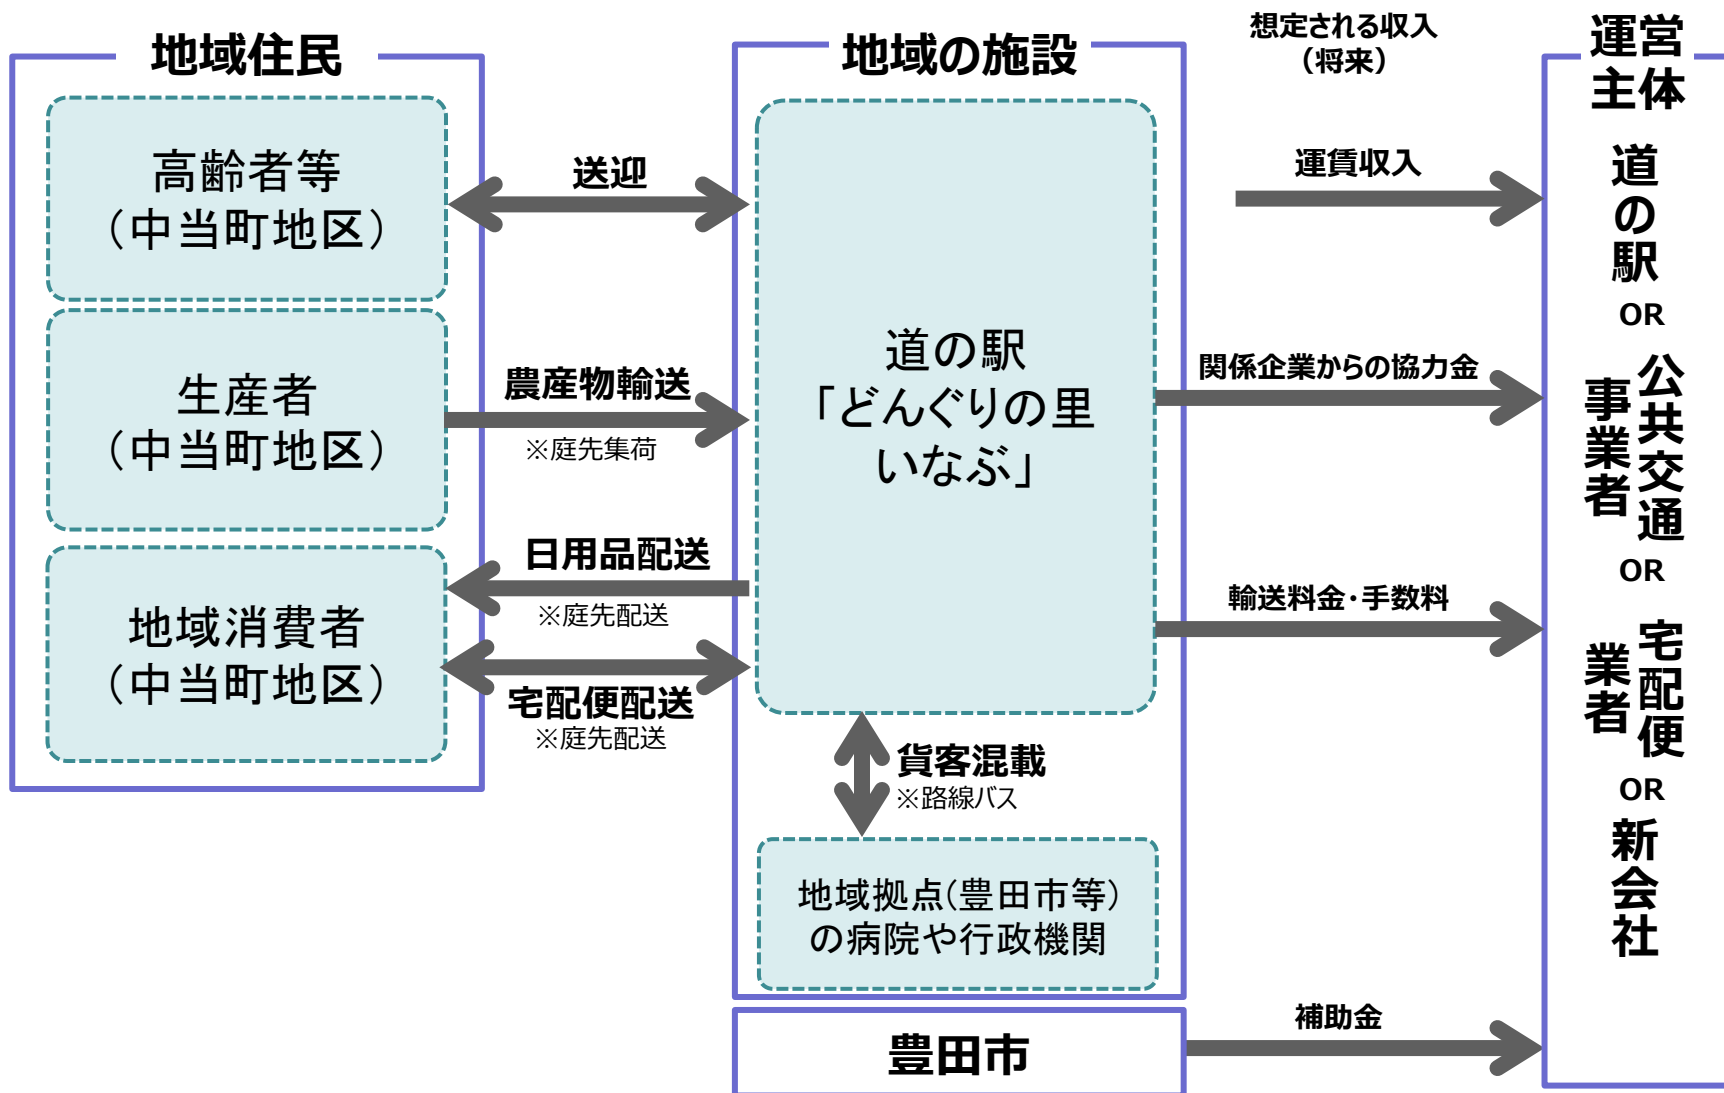 地域住民
高齢者等
（中当町地区）
生産者
（中当町地区）
地域消費者
（中当町地区）
送迎
農産物輸送
※庭先集荷
日用品配送
※庭先配送
宅配便配送
※庭先配送
地域の施設
道の駅
「どんぐりの里
いなぶ」
貨客混載
※路線バス
地域拠点(豊田市等)
の病院や行政機関
豊田市
想定される収入
（将来）
運賃収入
関係企業からの協力金
輸送料金・手数料
補助金
運営
主体
道の駅
OR
公共交通
事業者
OR
宅配便
業者
OR
新会社